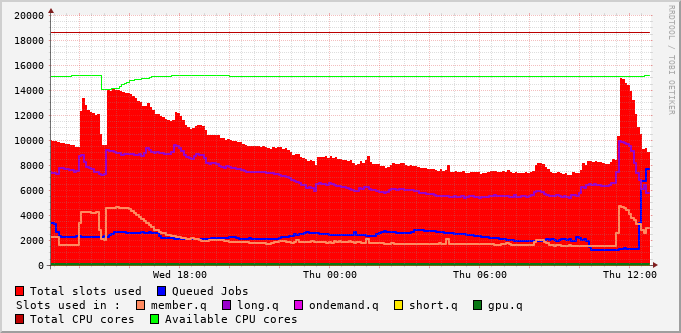 20000
18000
16000
14000
12000
10000
8000
6000
4000
2000
0
Wed 18:00 Thu 00:00 Thu 06:00 Thu 12:00
RRDTOOL / TOBI OETIKER
Total slots used Queued Jobs
Slots used in : member.q long.q ondemand.q short.q gpu.q
Total CPU cores Available CPU cores